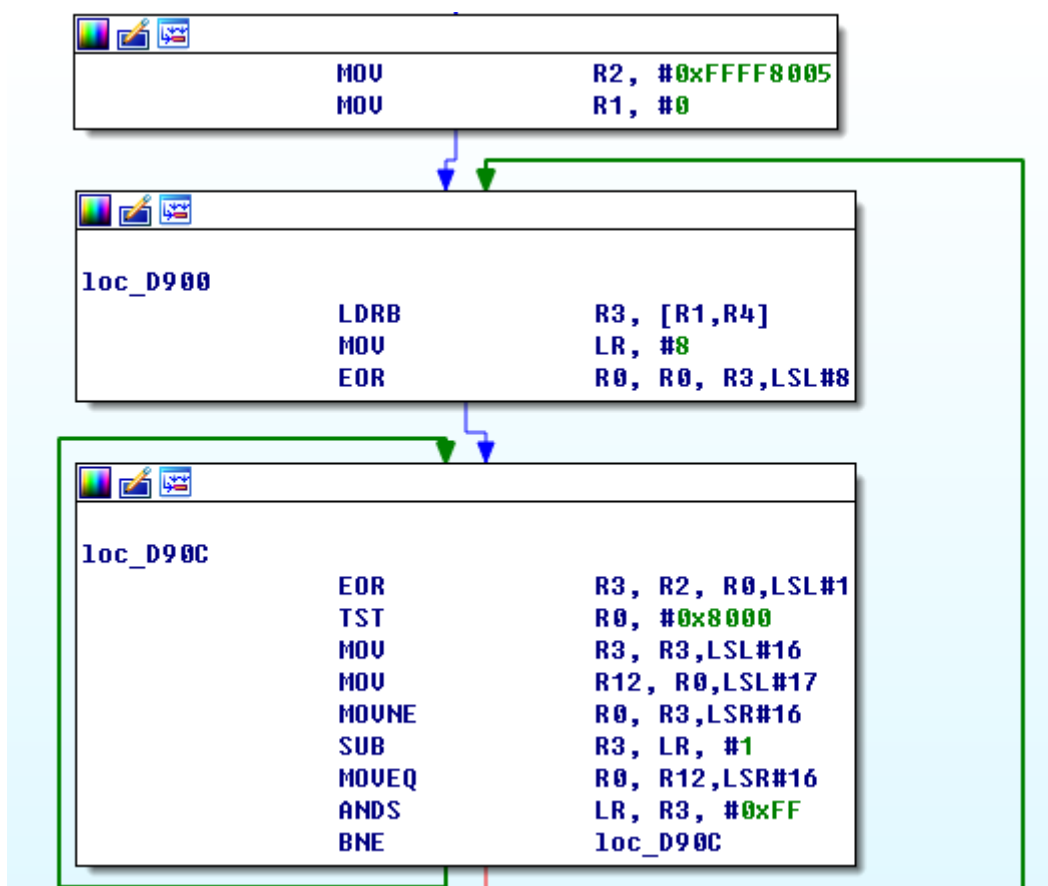 MOV R2, #0xFFFF8005
MOV R1, #0
loc_D900
LDRB R3, [R1,R4]
MOV LR, #8
EOR R0, R0, R3,LSL#8
loc_D90C
EOR R3, R2, R0,LSL#1
TST R0, #0x8000
MOV R3, R3,LSL#16
MOV R12, R0,LSL#17
MOVNE R0, R3,LSR#16
SUB R3, LR, #1
MOVEQ R0, R12,LSR#16
ANDS LR, R3, #0xFF
BNE loc_D90C